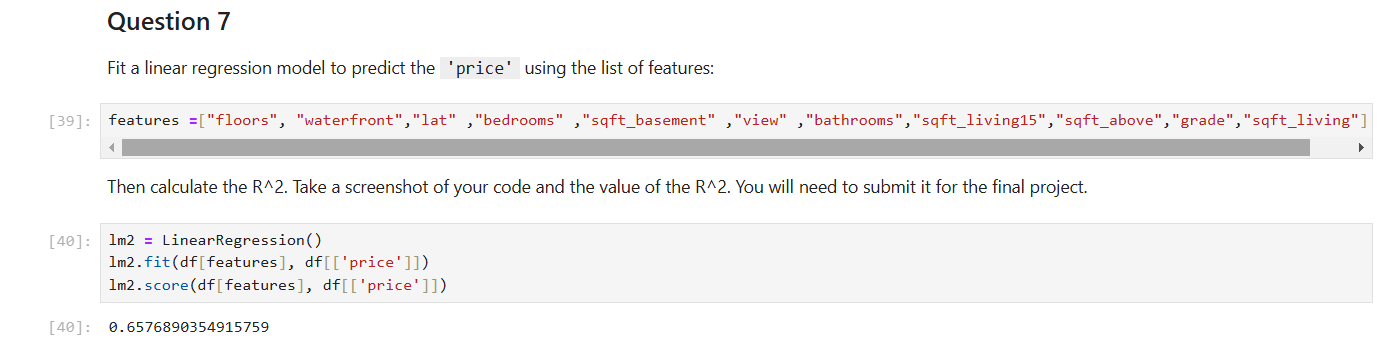 Question 7
Fit a linear regression model to predict the 'price' using the list of features:
[39]: features =["floors", "waterfront","lat" ,"bedrooms" ,"sqft_basement" ,"view" ,"bathrooms","sqft_living15","sqft_above","grade","sqft_living"]
Then calculate the R^2. Take a screenshot of your code and the value of the R^2. You will need to submit it for the final project.
[40]: lm2 = LinearRegression()
lm2.fit(df[features], df[['price']])
lm2.score(df[features], df[['price']])
[40]: 0.6576890354915759